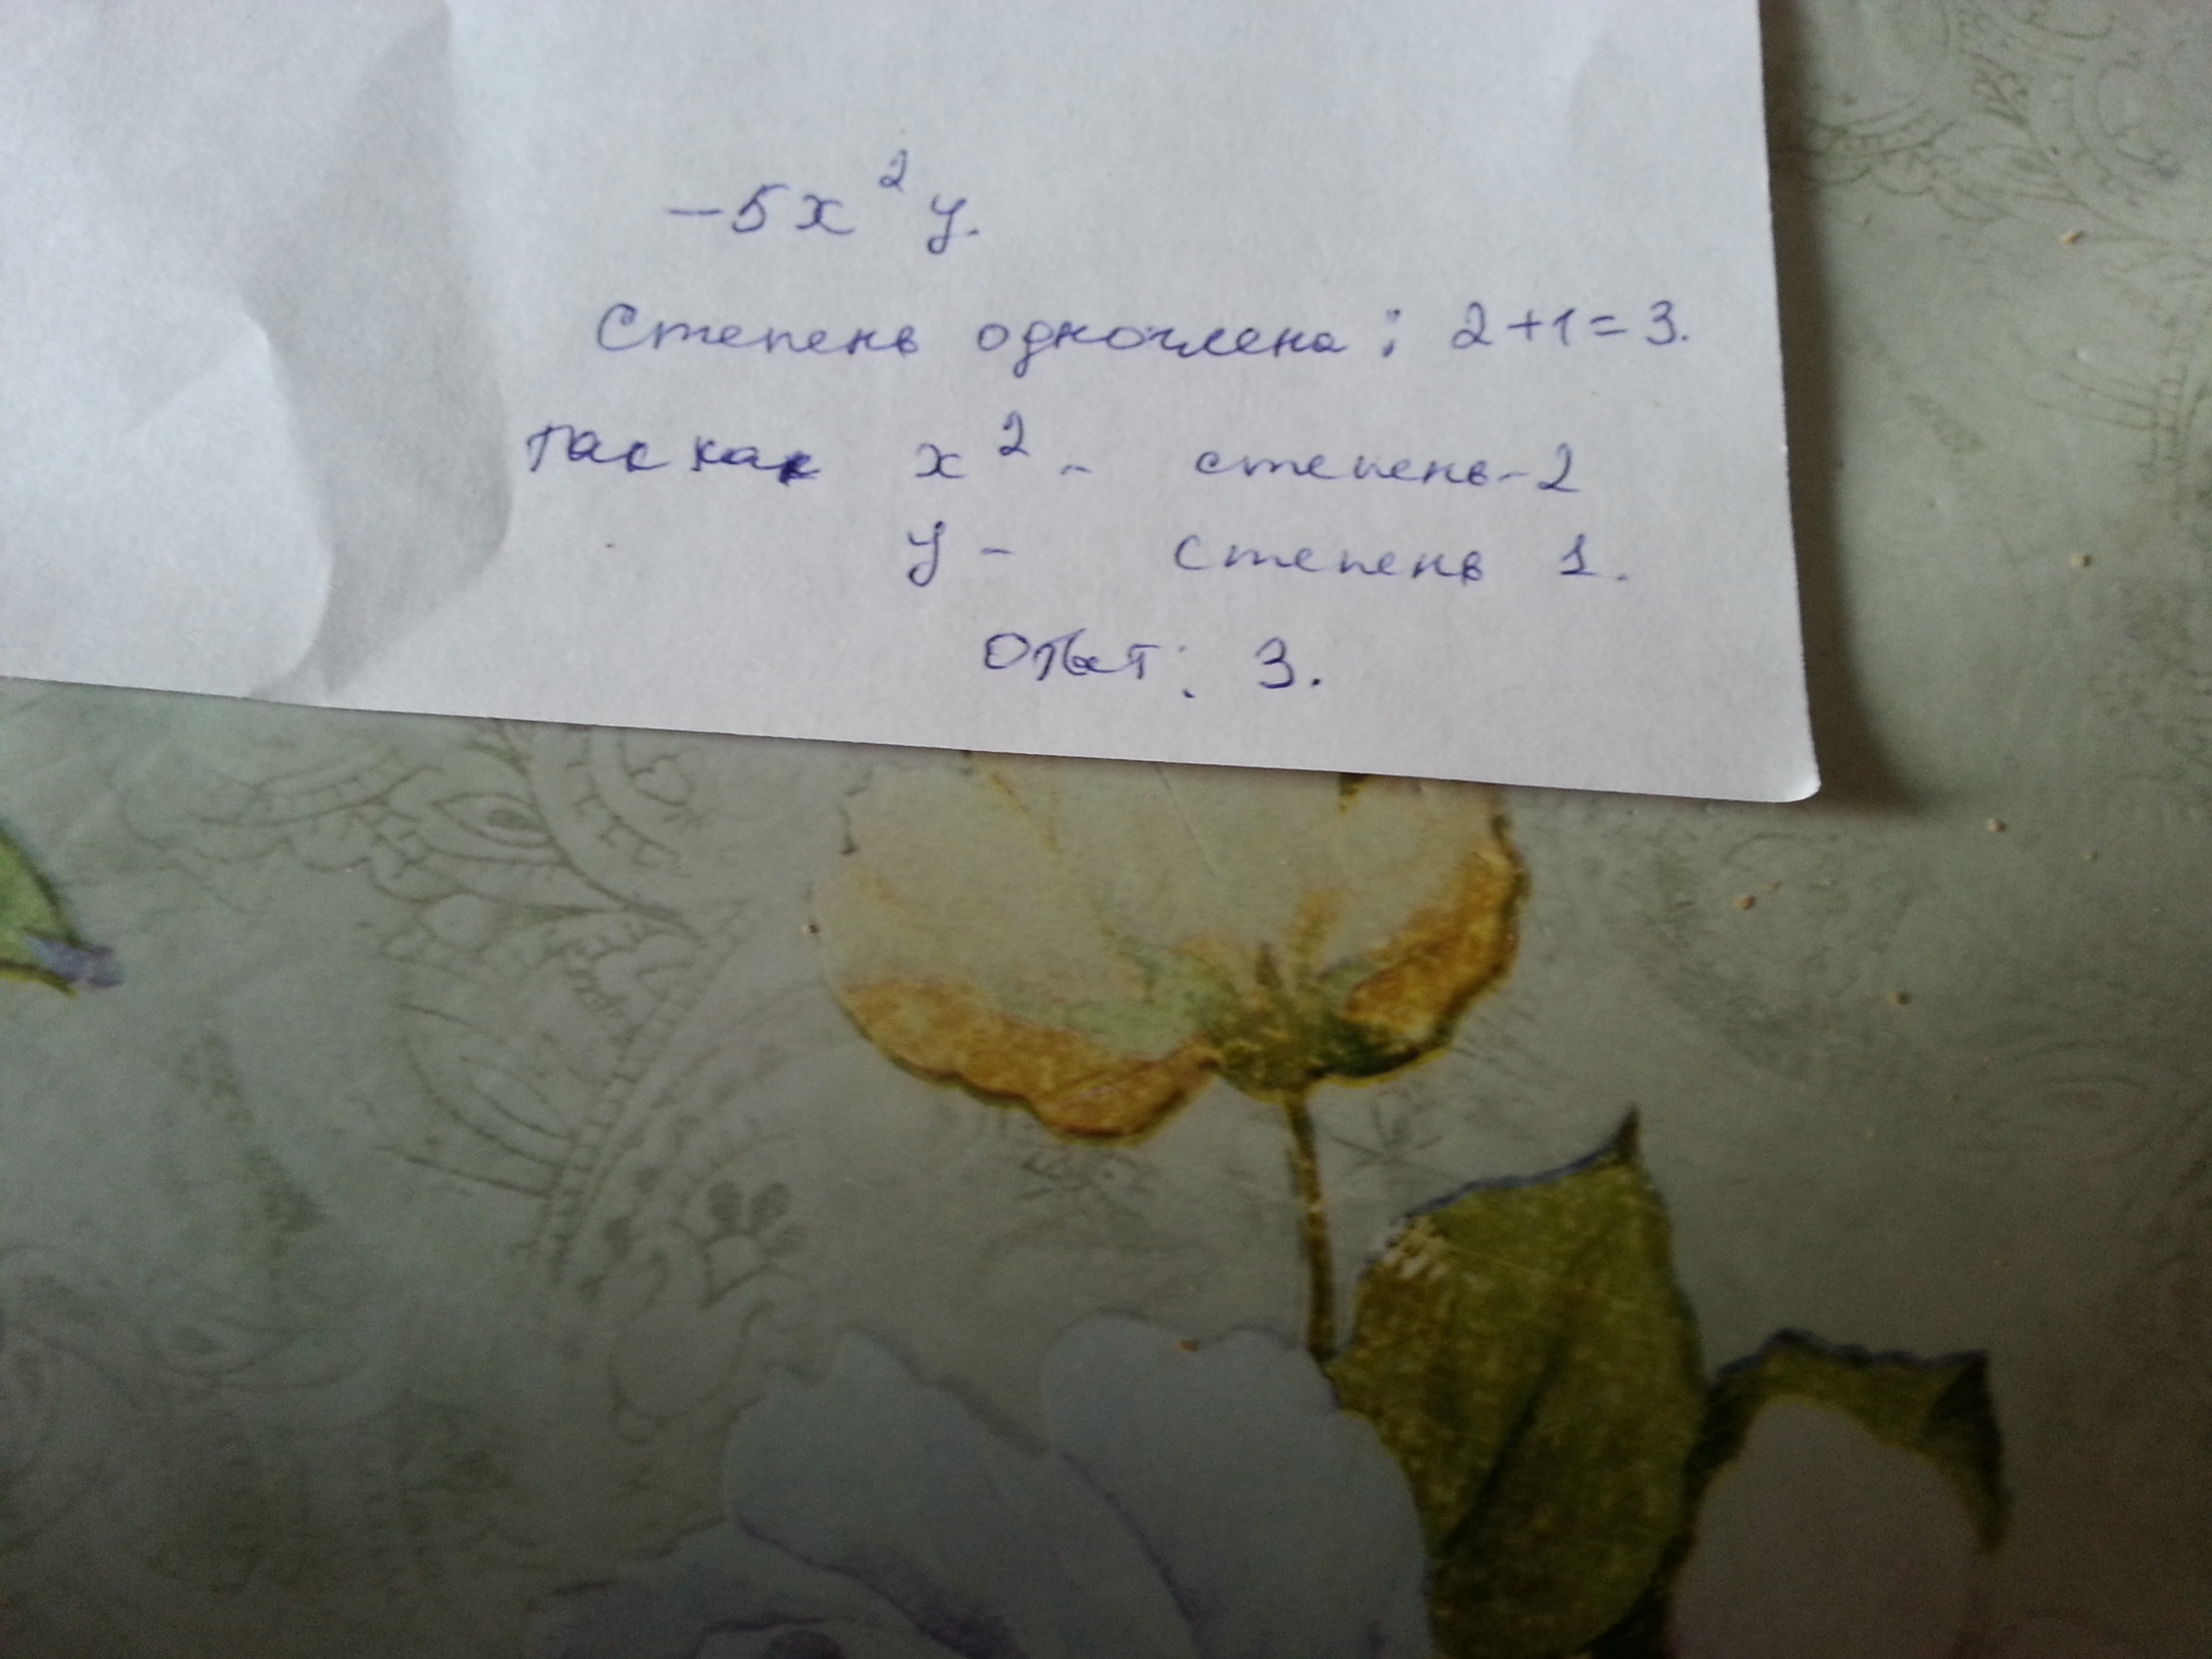 -5x²y.
Степень одночлена: 2+1=3.
так как x² - степень-2
y - степень 1.
Ответ: 3.